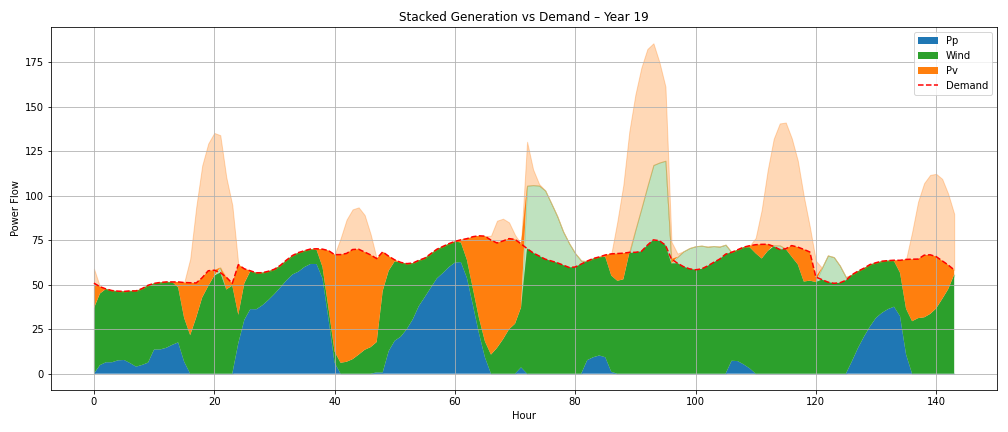 Stacked Generation vs Demand – Year 19
Pp
Wind
Pv
Demand
Power Flow
175
150
125
100
75
50
25
0
0 20 40 60 80 100 120 140
Hour